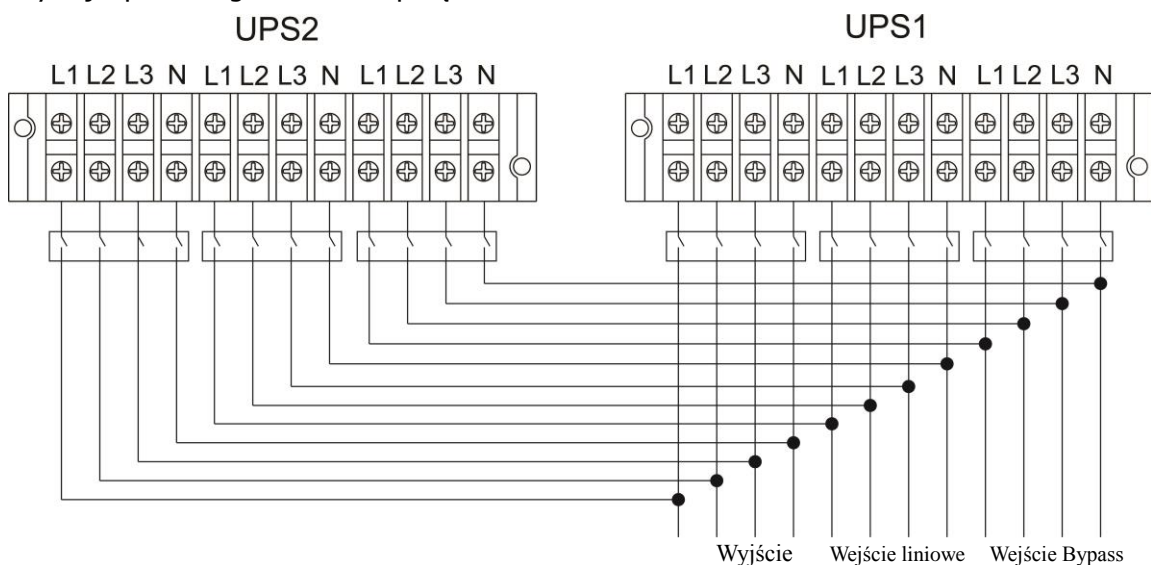 UPS2 UPS1
L1 L2 L3 N L1 L2 L3 N L1 L2 L3 N L1 L2 L3 N L1 L2 L3 N L1 L2 L3 N
Wyjście Wejście liniowe Wejście Bypass